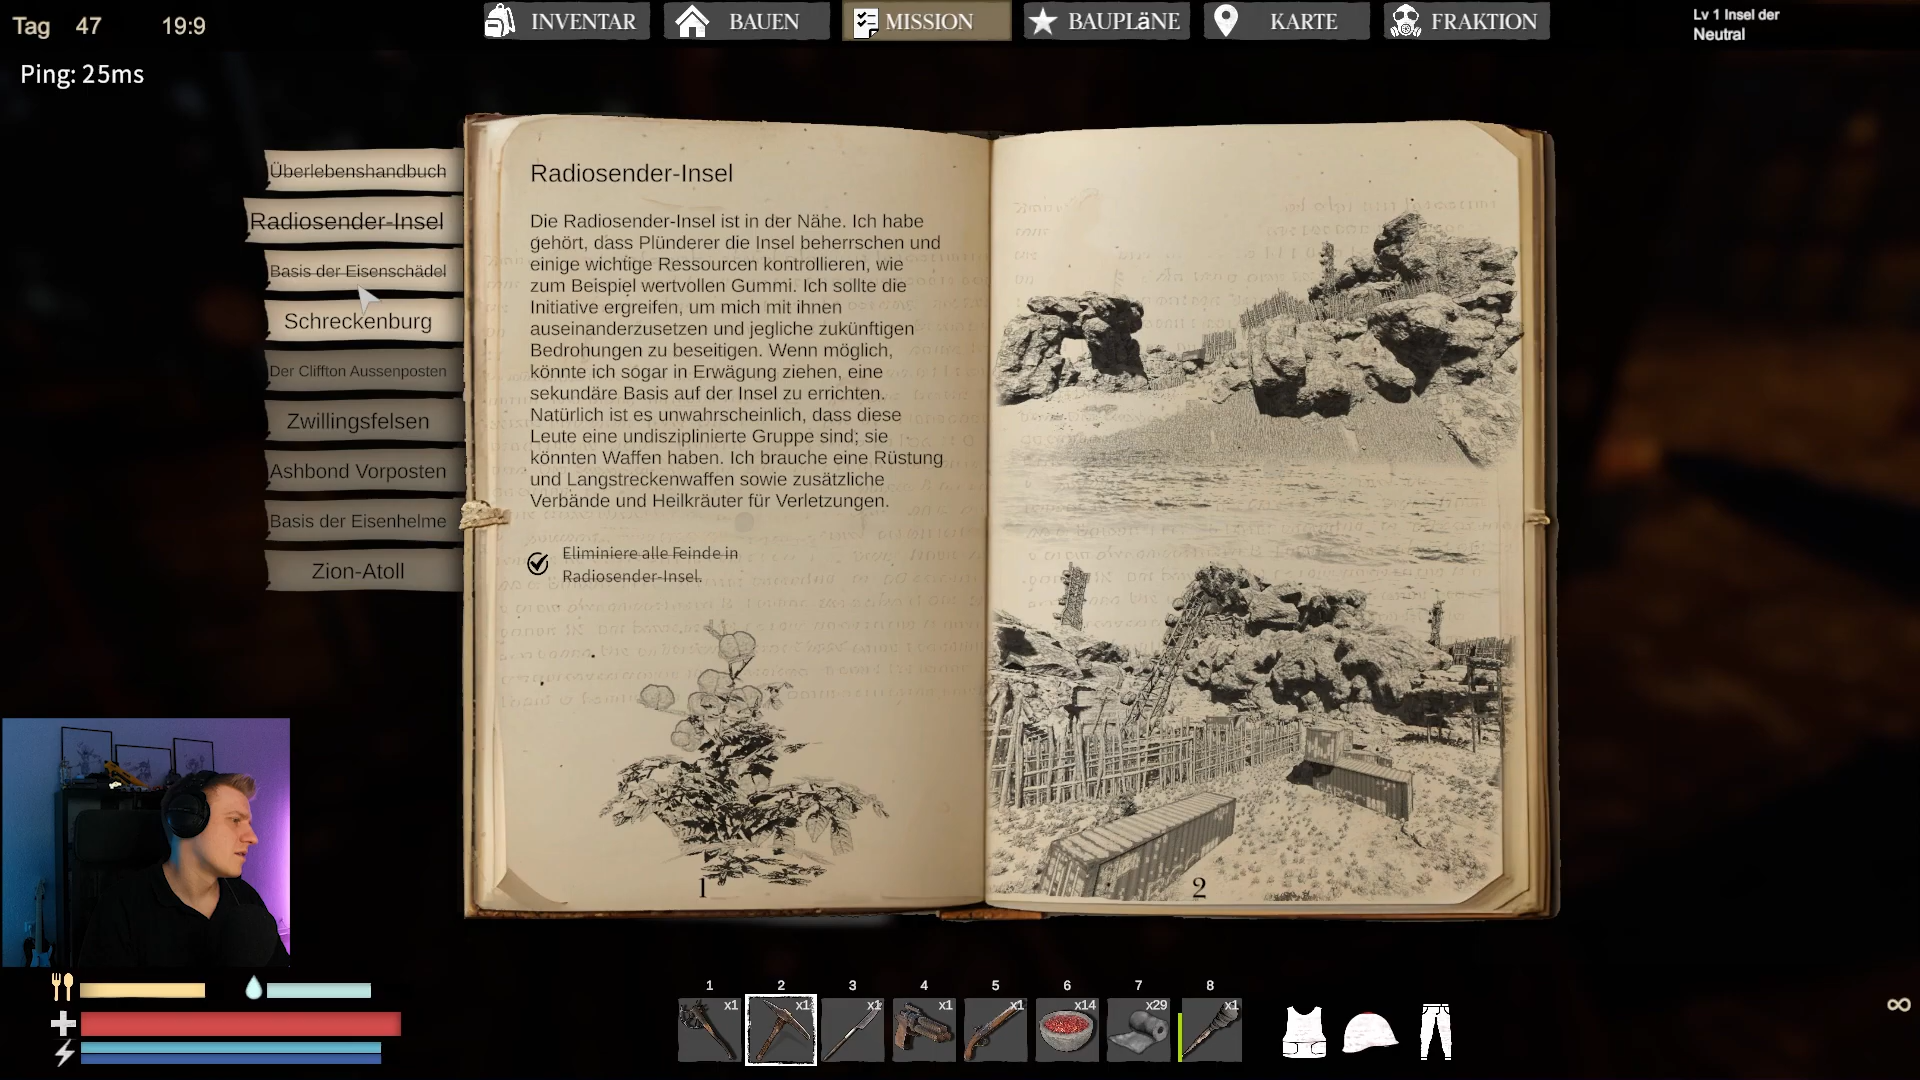 Tag 47 19:9
INVENTAR BAUEN MISSION BAUPLÄNE KARTE FRAKTION
Lv 1 Insel der
Neutral
Ping: 25ms
Überlebenshandbuch
Radiosender-Insel
Basis der Eisenschädel
Schreckenburg
Der Cliffton Aussenposten
Zwillingsfelsen
Ashbond Vorposten
Basis der Eisenhelme
Zion-Atoll
Radiosender-Insel
Die Radiosender-Insel ist in der Nähe. Ich habe
gehört, dass Plünderer die Insel beherrschen und
einige wichtige Ressourcen kontrollieren, wie
zum Beispiel wertvollen Gummi. Ich sollte die
Initiative ergreifen, um mich mit ihnen
auseinanderzusetzen und jegliche zukünftigen
Bedrohungen zu beseitigen. Wenn möglich,
könnte ich sogar in Erwägung ziehen, eine
sekundäre Basis auf der Insel zu errichten.
Natürlich ist es unwahrscheinlich, dass diese
Leute eine undisziplinierte Gruppe sind; sie
könnten Waffen haben. Ich brauche eine Rüstung
und Langstreckenwaffen sowie zusätzliche
Verbände und Heilkräuter für Verletzungen.
Eliminiere alle Feinde in
Radiosender-Insel.
1
2
1 2 3 4 5 6 7 8
x1 x1 x1 x1 x1 x14 x29 x1
∞